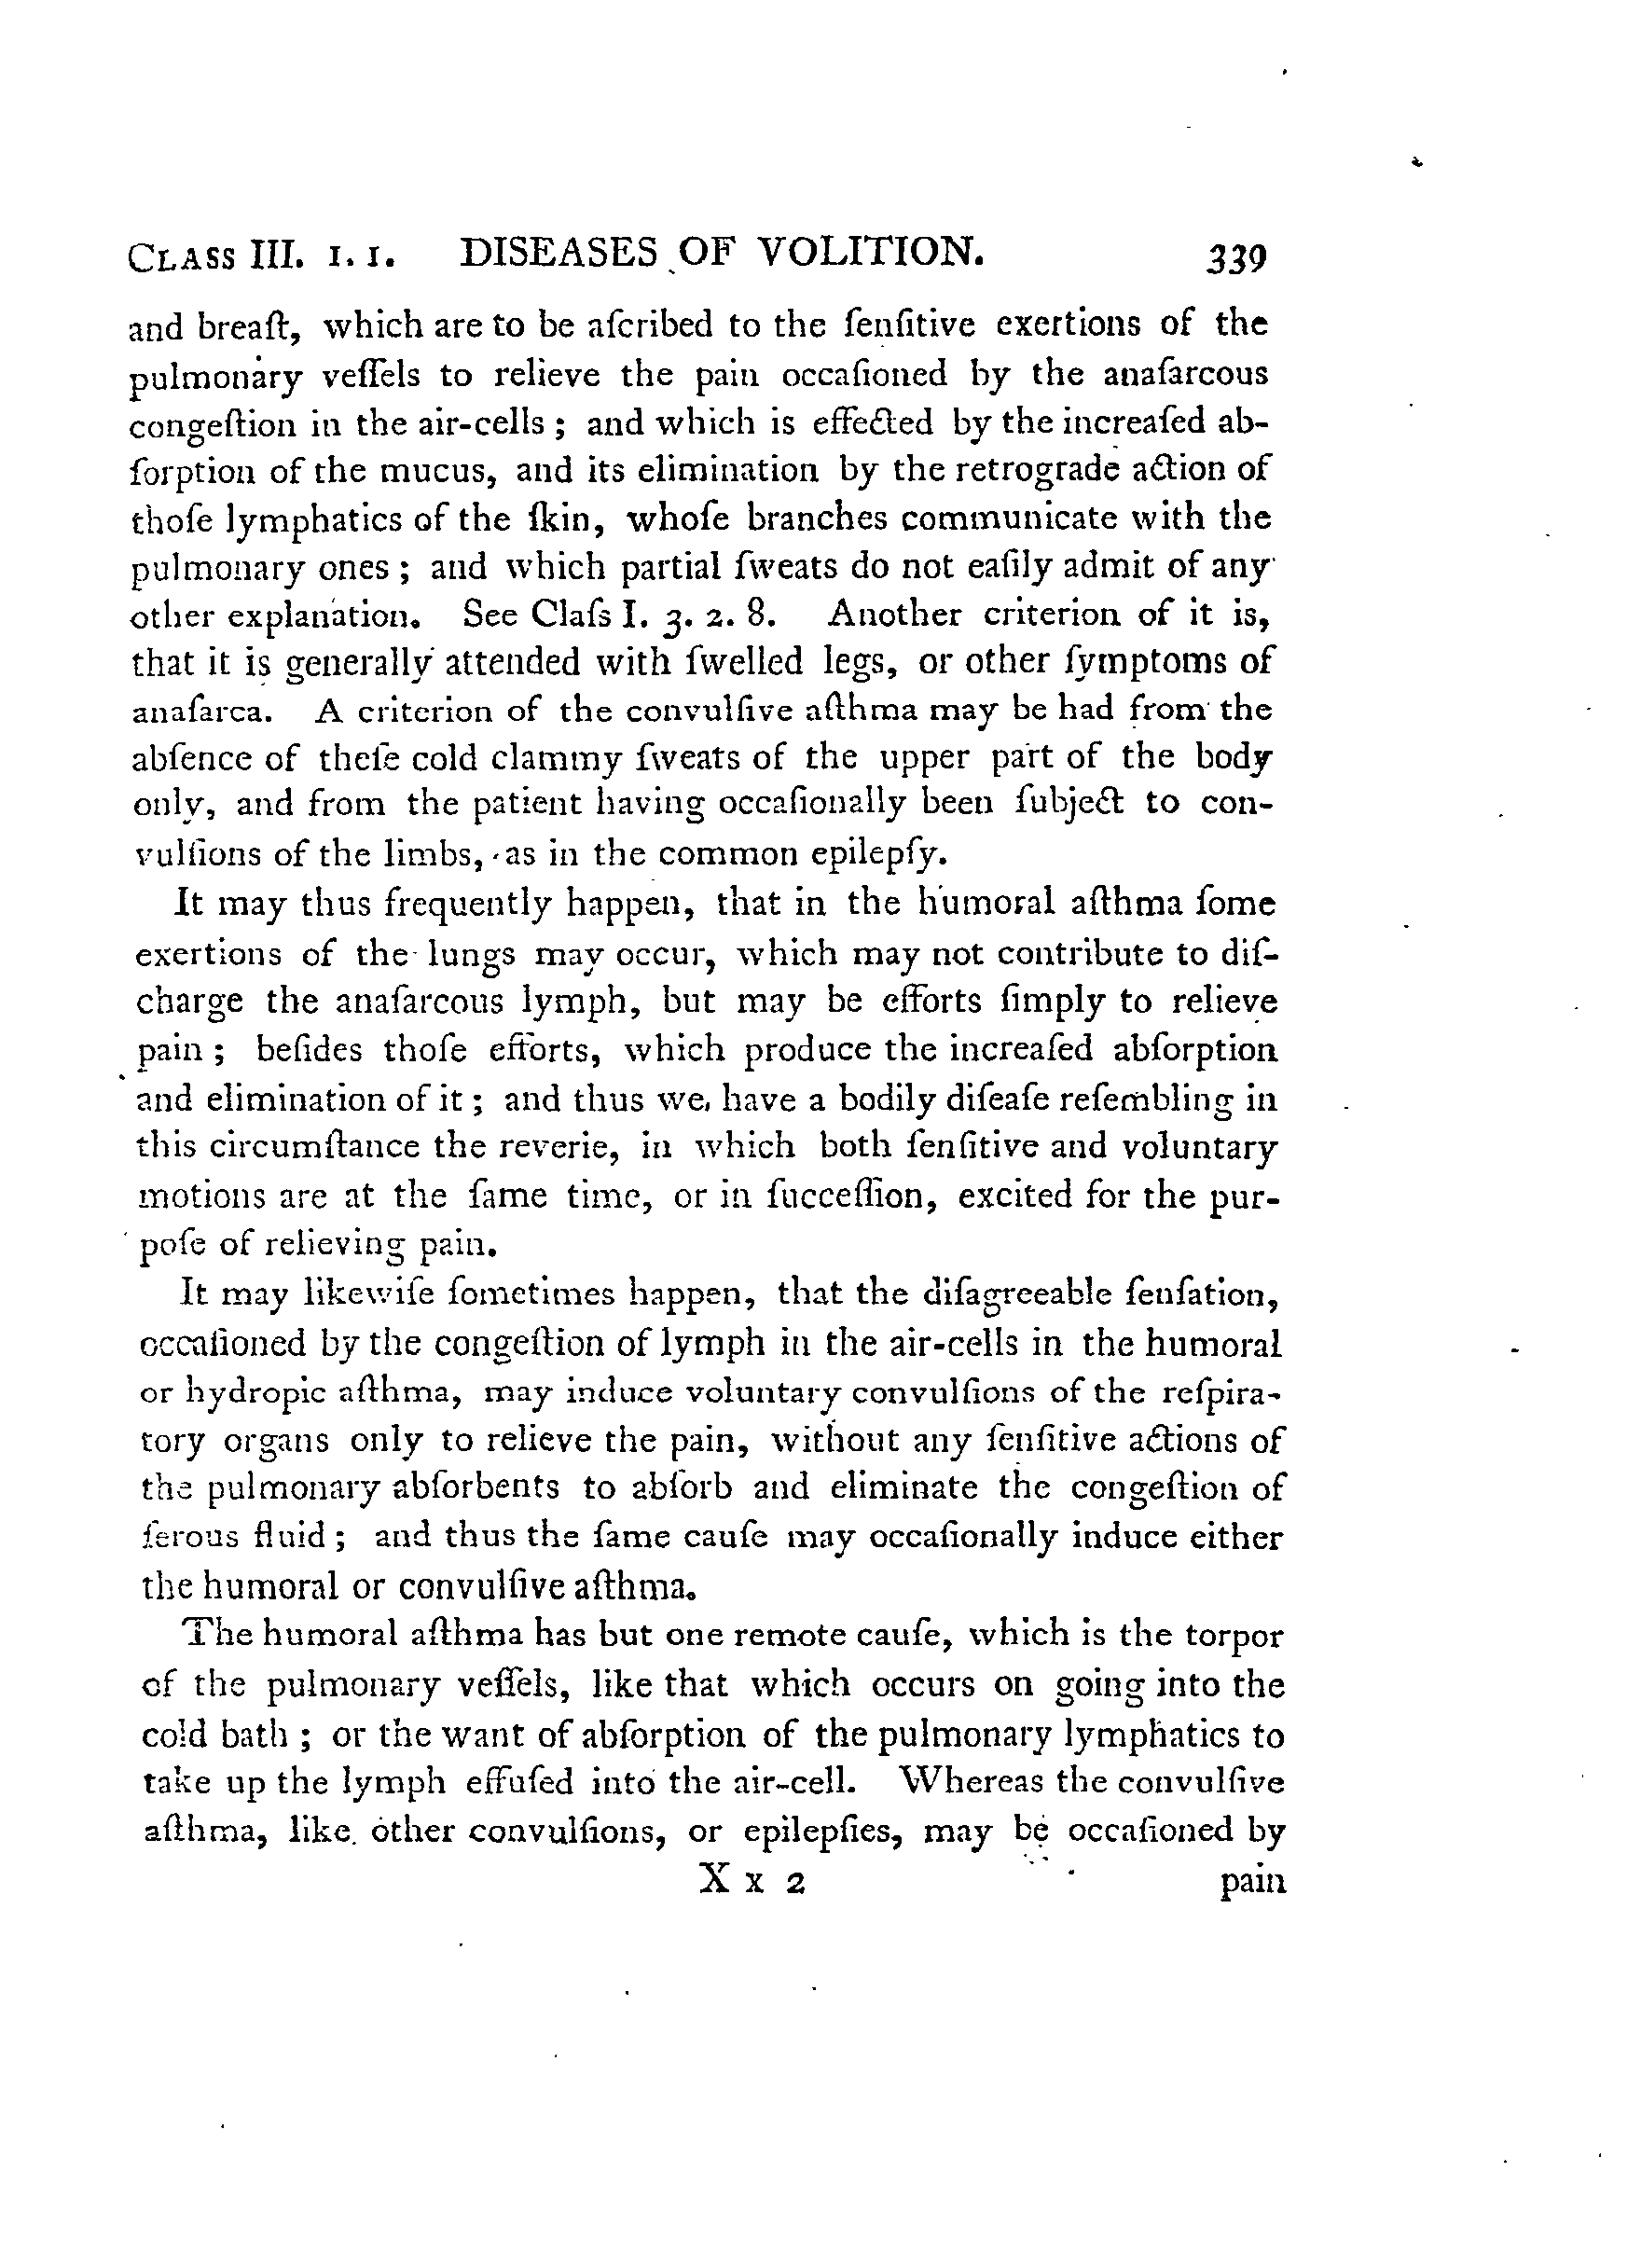 CLASS III. 1. 1. DISEASES OF VOLITION. 339
and breaſt, which are to be aſcribed to the ſenſitive exertions of the
pulmonary veſſels to relieve the pain occaſioned by the anaſarcous
congeſtion in the air-cells ; and which is effected by the increaſed ab-
ſorption of the mucus, and its elimination by the retrograde action of
thoſe lymphatics of the ſkin, whoſe branches communicate with the
pulmonary ones ; and which partial ſweats do not eaſily admit of any
other explanation. See Claſs I. 3. 2. 8. Another criterion of it is,
that it is generally attended with ſwelled legs, or other ſymptoms of
anaſarca. A criterion of the convulſive aſthma may be had from the
abſence of theſe cold clammy ſweats of the upper part of the body
only, and from the patient having occaſionally been ſubject to con-
vulſions of the limbs, as in the common epilepſy.
It may thus frequently happen, that in the humoral aſthma ſome
exertions of the lungs may occur, which may not contribute to diſ-
charge the anaſarcous lymph, but may be efforts ſimply to relieve
pain ; beſides thoſe efforts, which produce the increaſed abſorption
and elimination of it ; and thus we have a bodily diſeaſe reſembling in
this circumſtance the reverie, in which both ſenſitive and voluntary
motions are at the ſame time, or in ſucceſſion, excited for the pur-
poſe of relieving pain.
It may likewiſe ſometimes happen, that the diſagreeable ſenſation,
occaſioned by the congeſtion of lymph in the air-cells in the humoral
or hydropic aſthma, may induce voluntary convulſions of the reſpira-
tory organs only to relieve the pain, without any ſenſitive actions of
the pulmonary abſorbents to abſorb and eliminate the congeſtion of
ſerous fluid ; and thus the ſame cauſe may occaſionally induce either
the humoral or convulſive aſthma.
The humoral aſthma has but one remote cauſe, which is the torpor
of the pulmonary veſſels, like that which occurs on going into the
cold bath ; or the want of abſorption of the pulmonary lymphatics to
take up the lymph effuſed into the air-cell. Whereas the convulſive
aſthma, like other convulſions, or epilepſies, may be occaſioned by
X x 2 pain